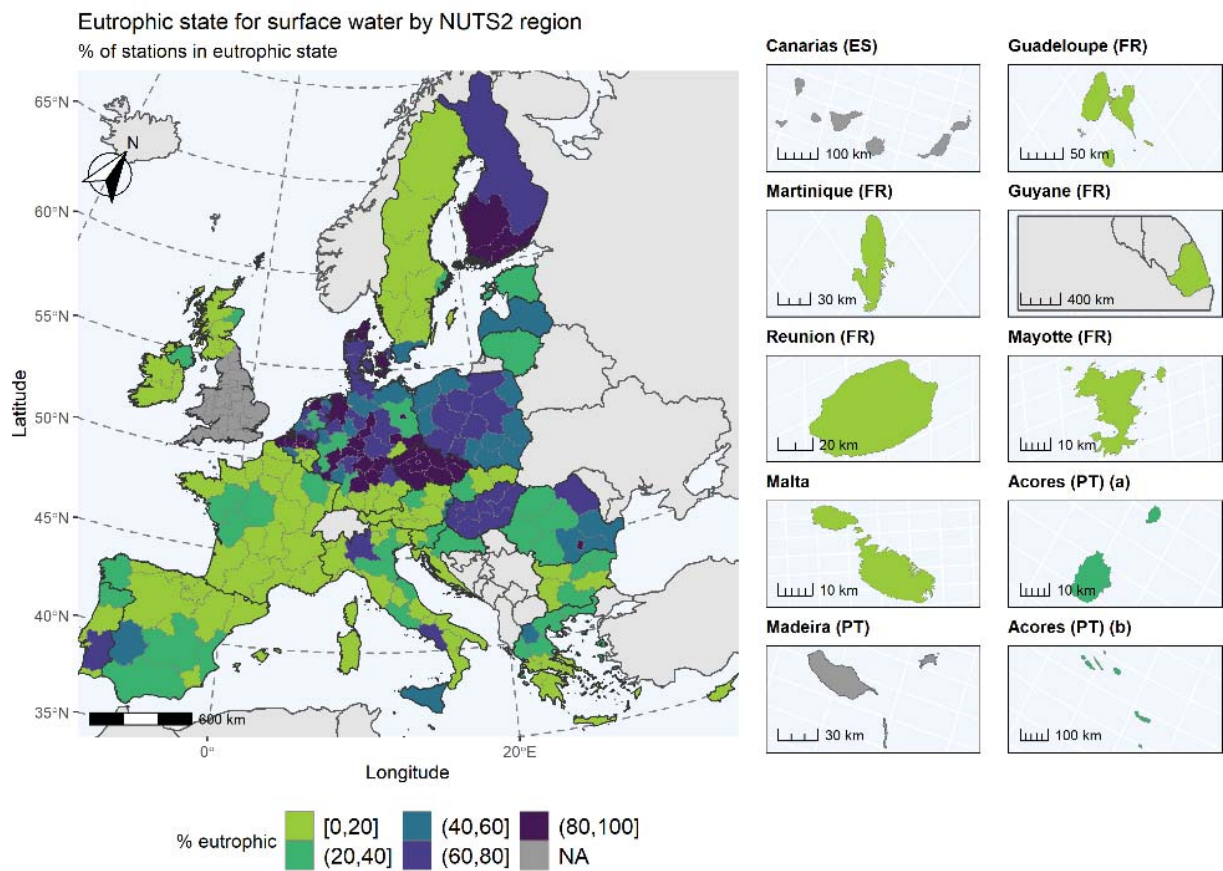 Eutrophic state for surface water by NUTS2 region
% of stations in eutrophic state
65°N
60°N
55°N
50°N
45°N
40°N
35°N
N
600 km
0°
20°E
Latitude
Longitude
Canarias (ES)
100 km
Guadeloupe (FR)
50 km
Martinique (FR)
30 km
Guyane (FR)
400 km
Reunion (FR)
20 km
Mayotte (FR)
10 km
Malta
10 km
Acores (PT) (a)
10 km
Madeira (PT)
30 km
Acores (PT) (b)
100 km
% eutrophic
[0,20]
(20,40]
(40,60]
(60,80]
(80,100]
NA